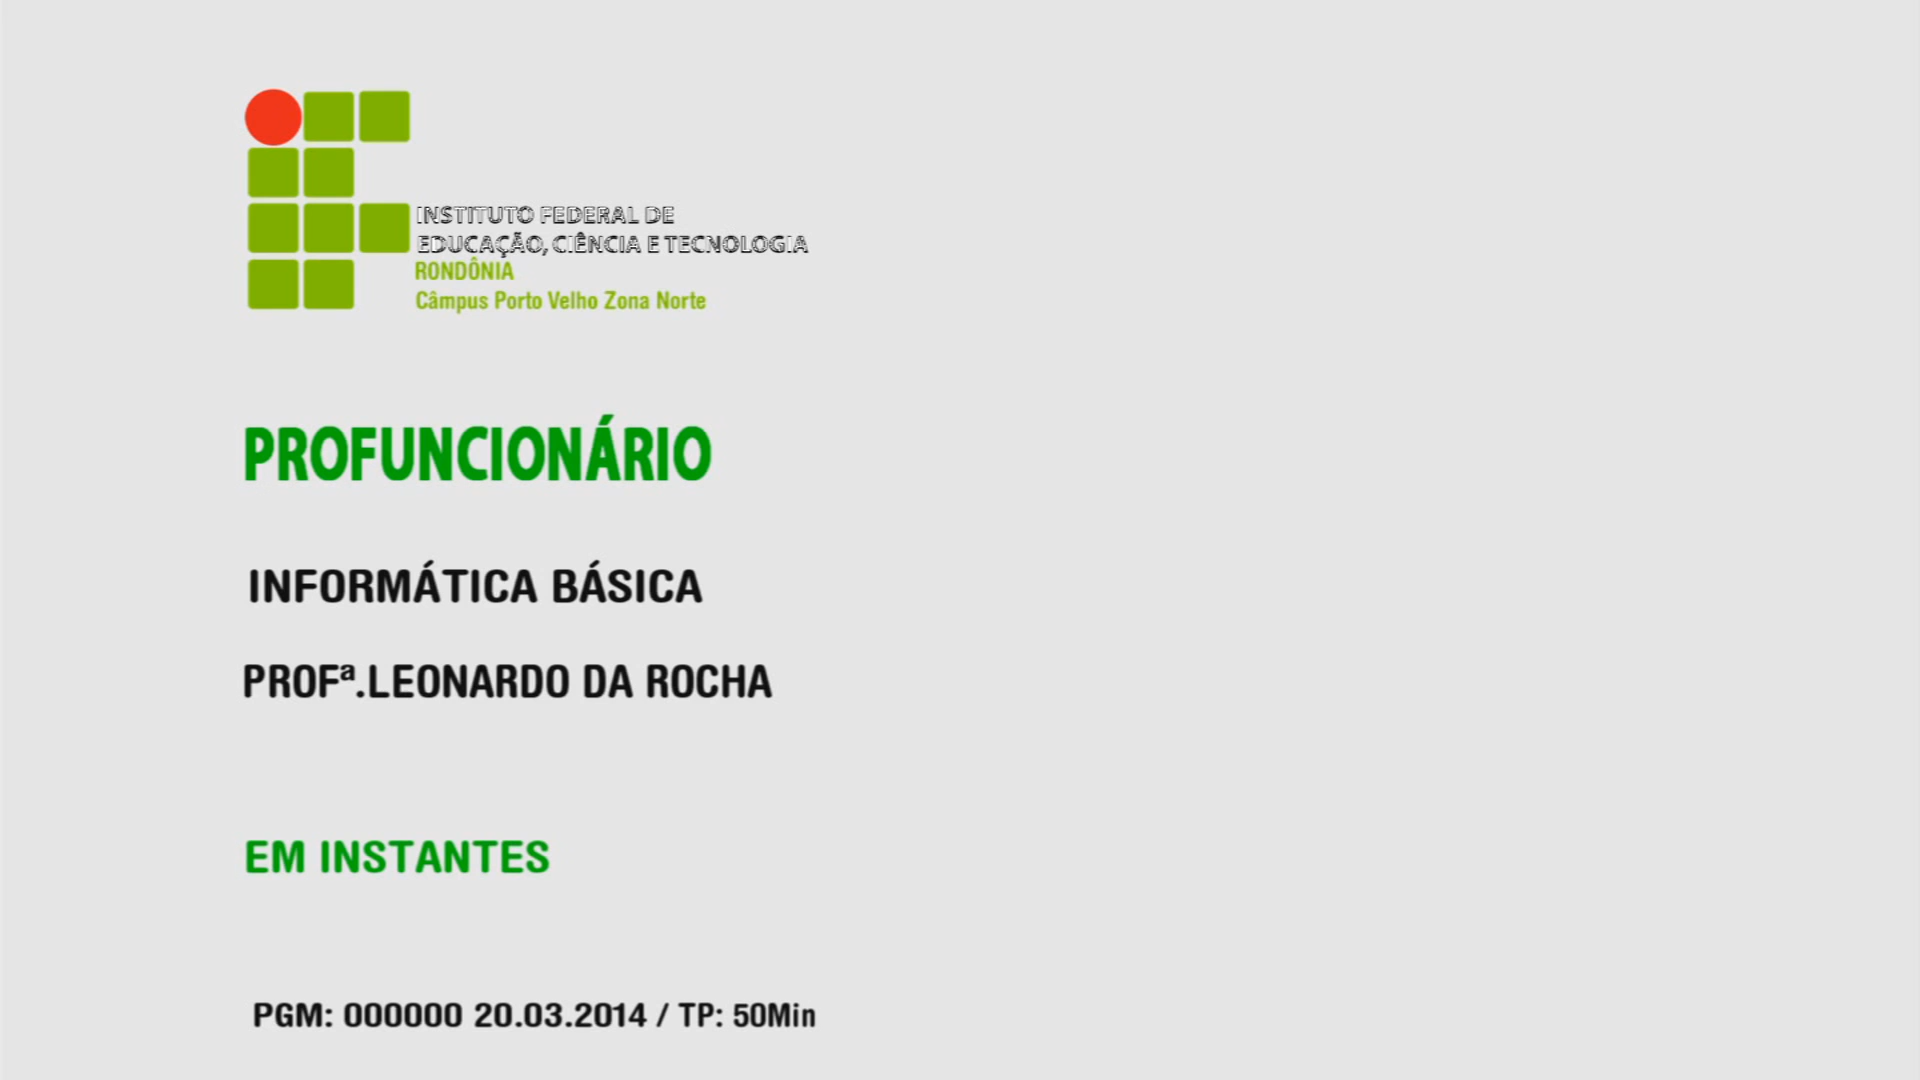 INSTITUTO FEDERAL DE
EDUCAÇÃO, CIÊNCIA E TECNOLOGIA
RONDÔNIA
Câmpus Porto Velho Zona Norte
PROFUNCIONÁRIO
INFORMÁTICA BÁSICA
PROFª.LEONARDO DA ROCHA
EM INSTANTES
PGM: 000000 20.03.2014 / TP: 50Min